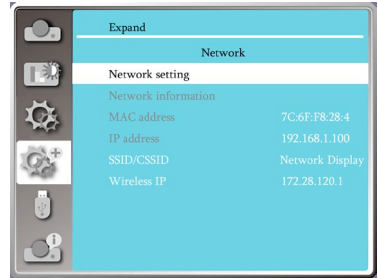 Expand
Network
Network setting
Network information
MAC address 7C:6F:F8:28:4
IP address 192.168.1.100
SSID/CSSID Network Display
Wireless IP 172.28.120.1